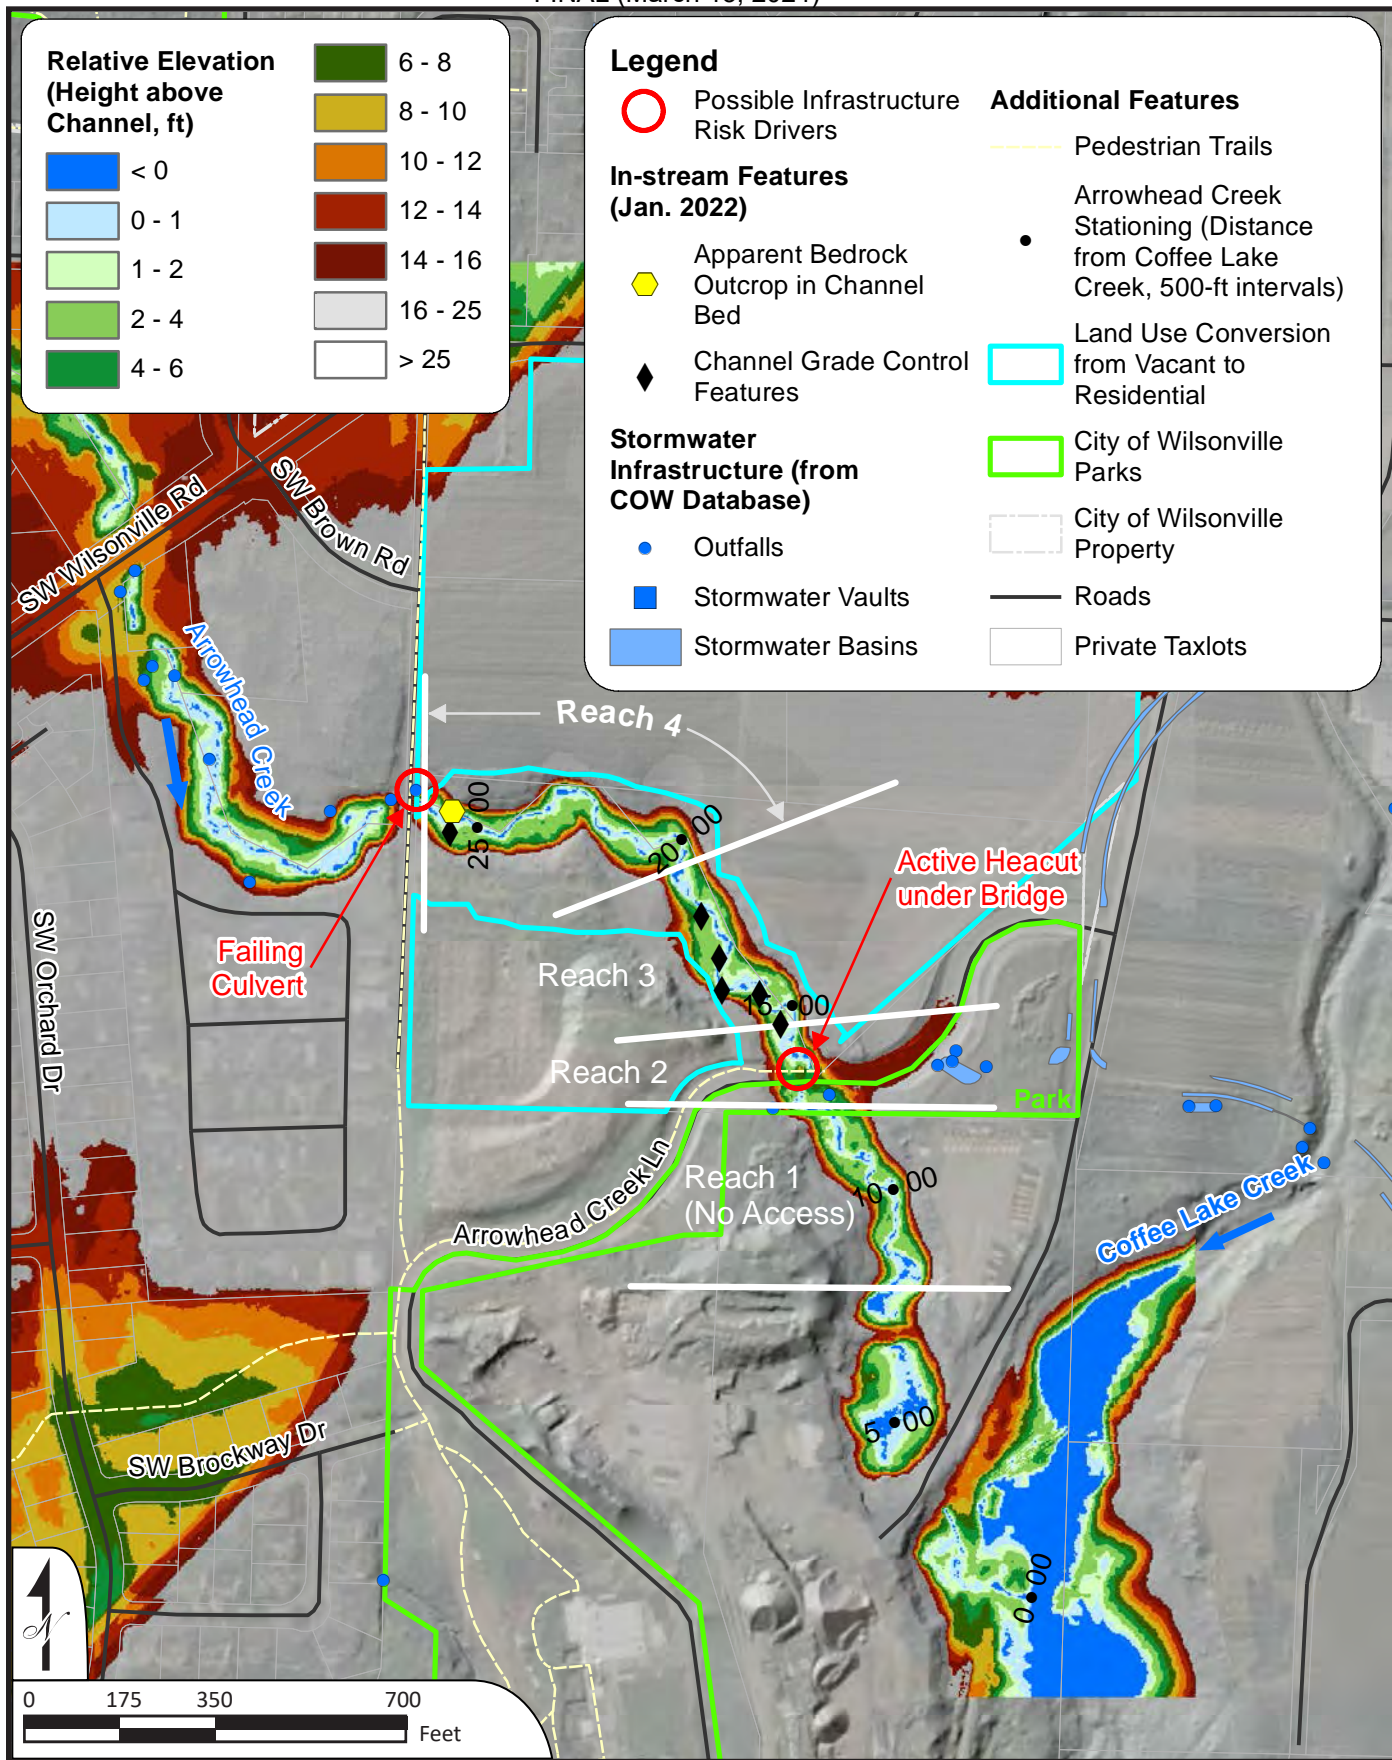 FINAL (March 18, 2024)
Relative Elevation
(Height above
Channel, ft)
< 0
0 - 1
1 - 2
2 - 4
4 - 6
6 - 8
8 - 10
10 - 12
12 - 14
14 - 16
16 - 25
> 25
Legend
Possible Infrastructure
Risk Drivers
In-stream Features
(Jan. 2022)
Apparent Bedrock
Outcrop in Channel
Bed
Channel Grade Control
Features
Stormwater
Infrastructure (from
COW Database)
Outfalls
Stormwater Vaults
Stormwater Basins
Additional Features
Pedestrian Trails
Arrowhead Creek
Stationing (Distance
from Coffee Lake
Creek, 500-ft intervals)
Land Use Conversion
from Vacant to
Residential
City of Wilsonville
Parks
City of Wilsonville
Property
Roads
Private Taxlots
SW Wilsonville Rd
SW Brown Rd
Arrowhead Creek
Reach 4
25 00
20 00
Active Heacut
under Bridge
SW Orchard Dr
Failing
Culvert
Reach 3
15 00
Reach 2
Park
Reach 1
(No Access)
10 00
Arrowhead Creek Ln
Coffee Lake Creek
5 00
SW Brockway Dr
0 00
N
0 175 350 700
Feet